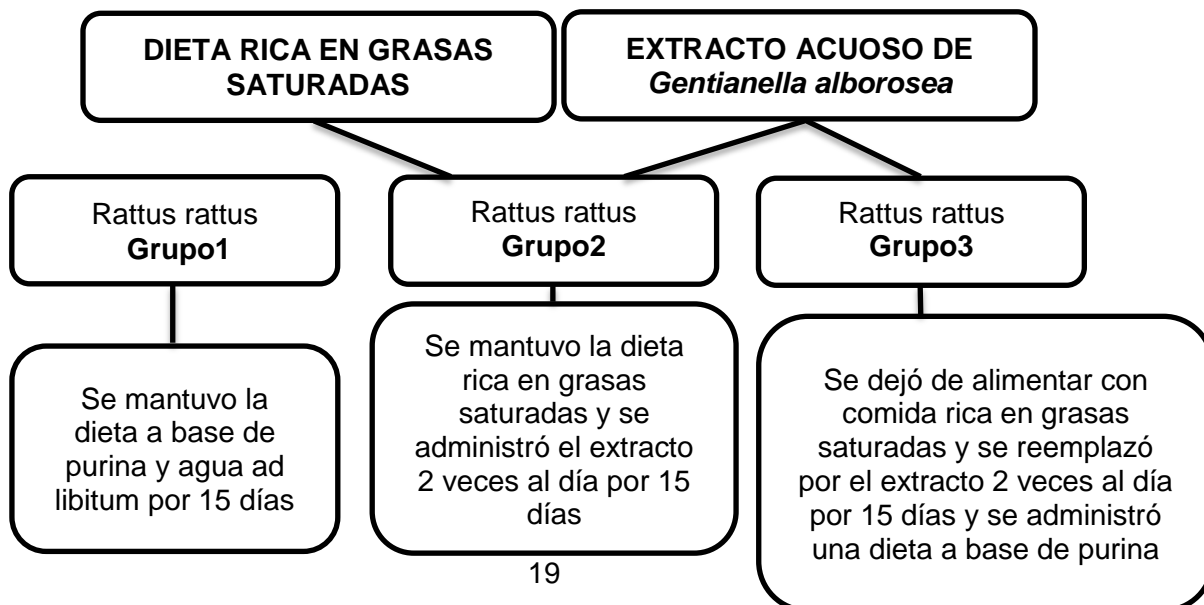 DIETA RICA EN GRASAS
SATURADAS
EXTRACTO ACUOSO DE
Gentianella alborosea
Rattus rattus
Grupo1
Rattus rattus
Grupo2
Rattus rattus
Grupo3
Se mantuvo la
dieta a base de
purina y agua ad
libitum por 15 días
Se mantuvo la dieta
rica en grasas
saturadas y se
administró el extracto
2 veces al día por 15
días
Se dejó de alimentar con
comida rica en grasas
saturadas y se reemplazó
por el extracto 2 veces al día
por 15 días y se administró
una dieta a base de purina
19